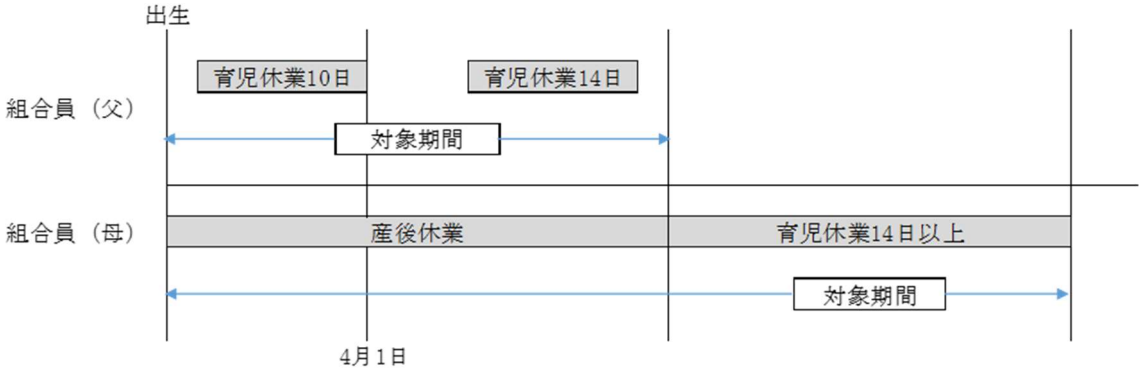 出生
育児休業10日
育児休業14日
組合員（父）
対象期間
組合員（母）
産後休業
育児休業14日以上
対象期間
4月1日